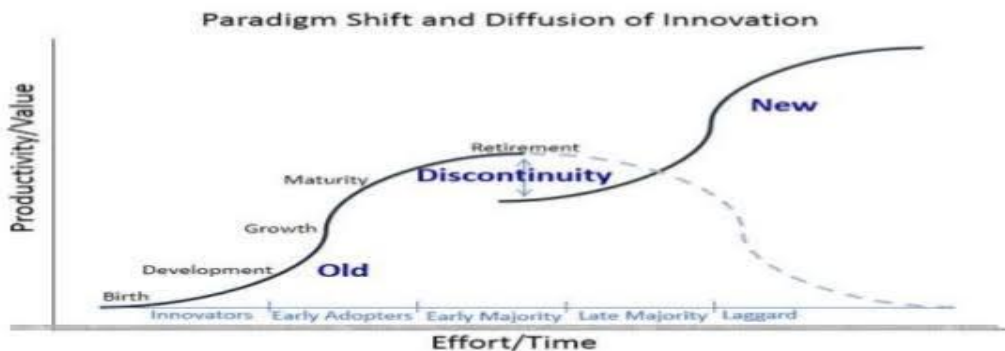 Paradigm Shift and Diffusion of Innovation
Productivity/Value
New
Retirement
Discontinuity
Maturity
Growth
Old
Development
Birth
Innovators Early Adopters Early Majority Late Majority Laggard
Effort/Time